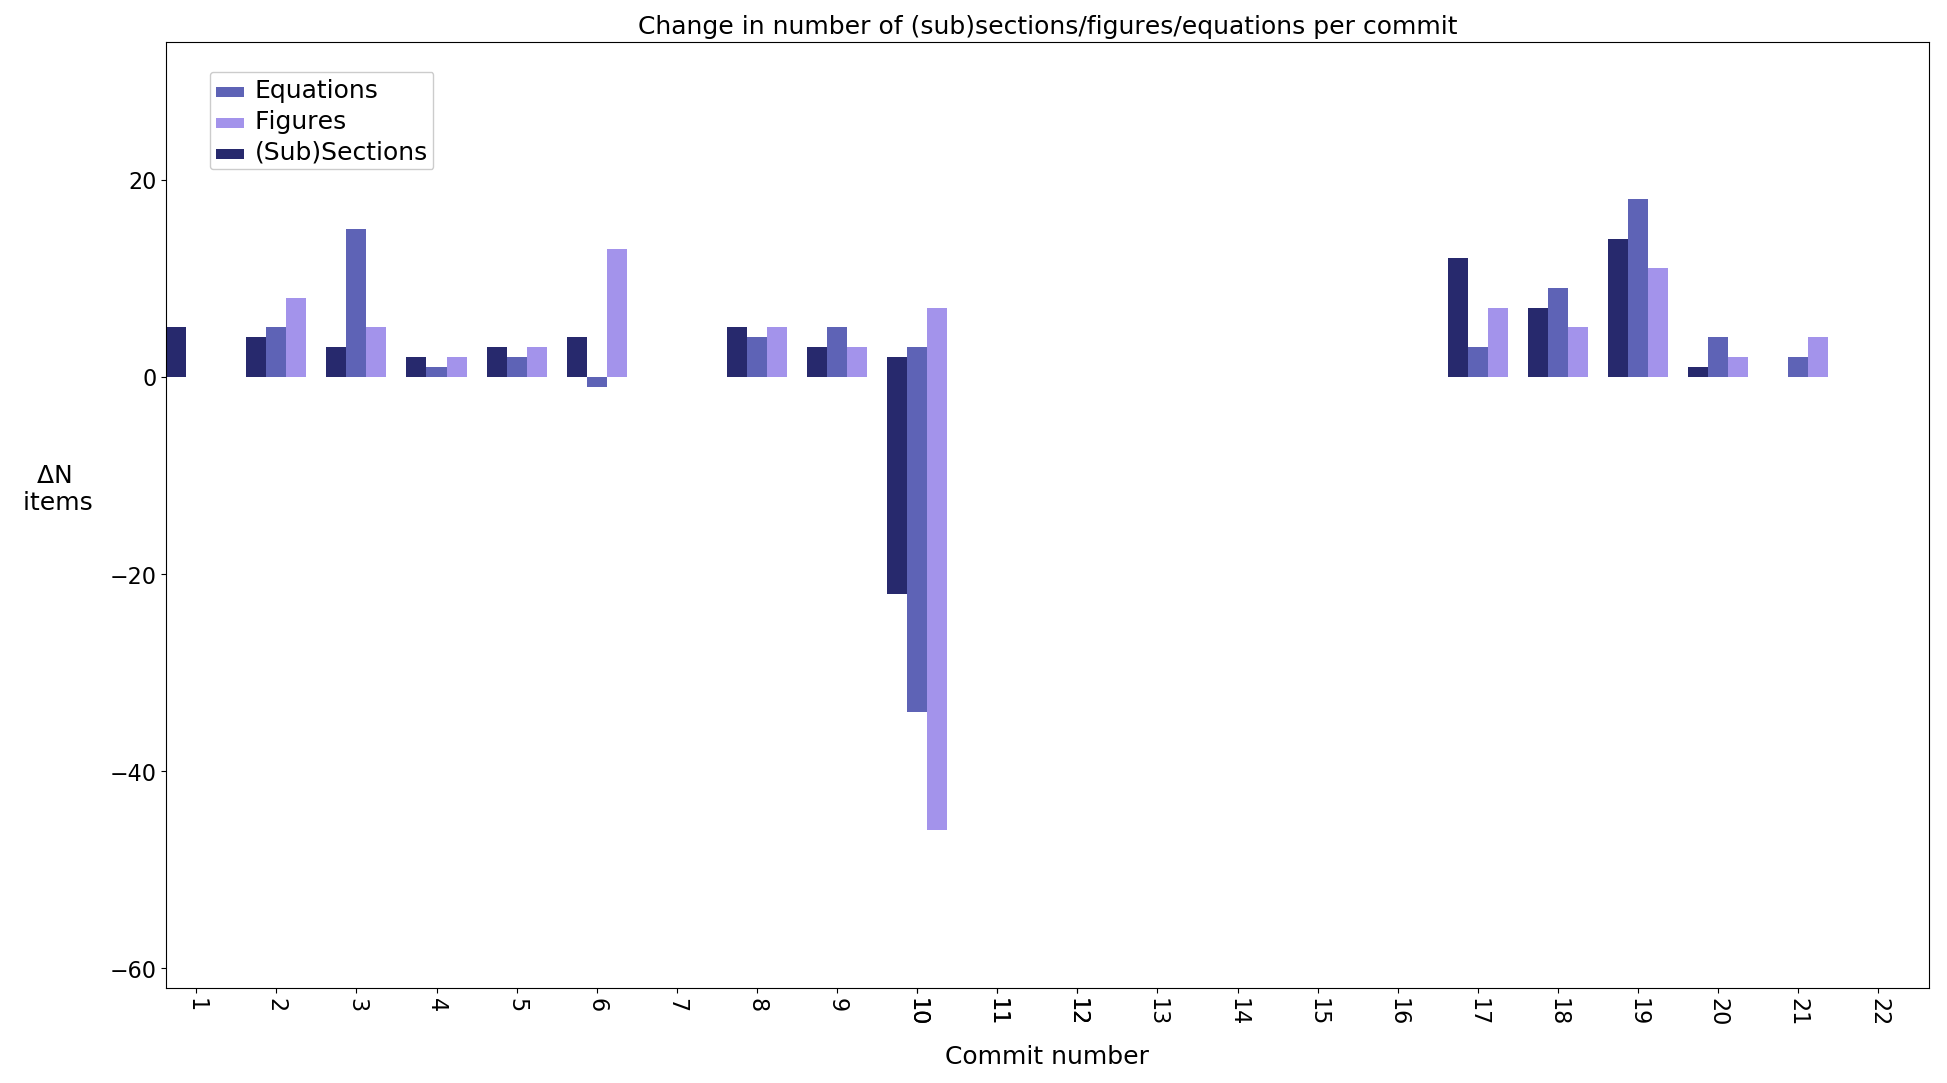 Change in number of (sub)sections/figures/equations per commit
Equations
Figures
(Sub)Sections
20
0
−20
−40
−60
ΔN
items
1 2 3 4 5 6 7 8 9 10 11 12 13 14 15 16 17 18 19 20 21 22
Commit number